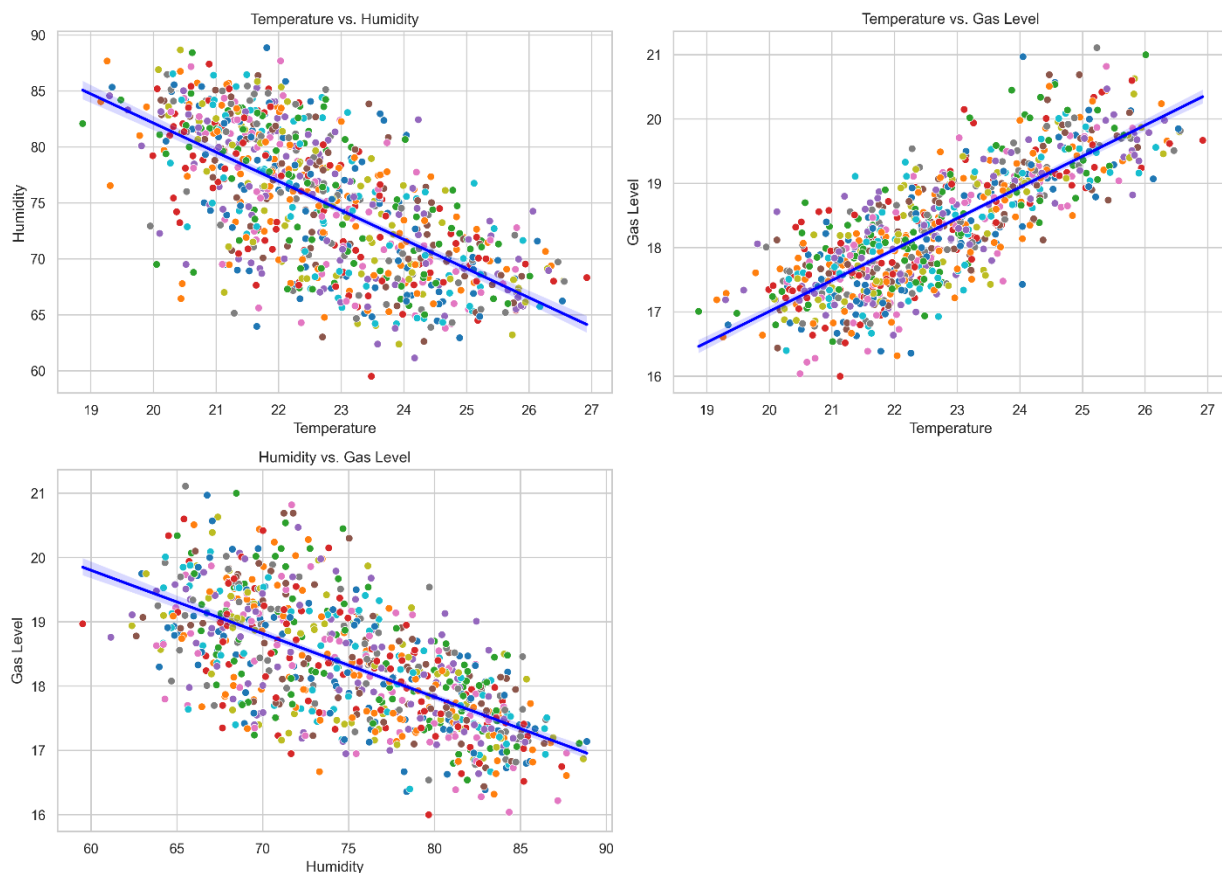 Temperature vs. Humidity
90
85
80
75
70
65
60
Humidity
19 20 21 22 23 24 25 26 27
Temperature
Temperature vs. Gas Level
21
20
19
18
17
16
Gas Level
19 20 21 22 23 24 25 26 27
Temperature
Humidity vs. Gas Level
21
20
19
18
17
16
Gas Level
60 65 70 75 80 85 90
Humidity